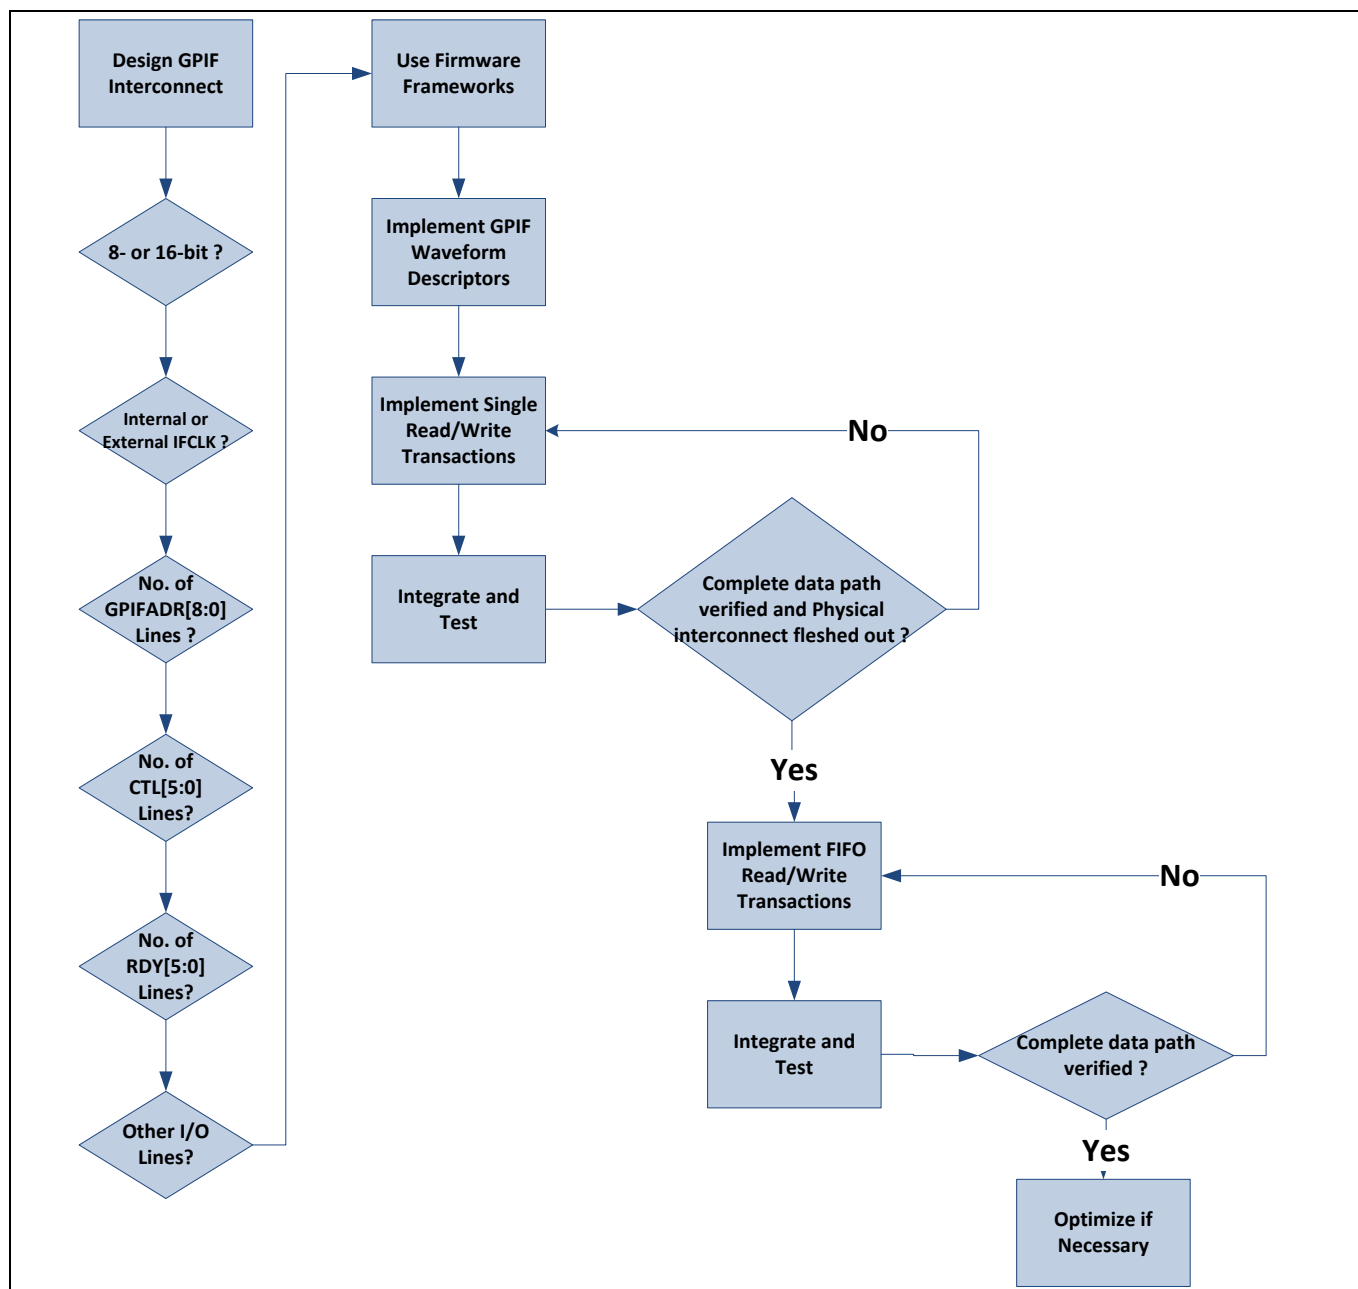 Design GPIF
Interconnect
8- or 16-bit ?
Internal or
External IFCLK ?
No. of
GPIFADR[8:0]
Lines ?
No. of
CTL[5:0]
Lines?
No. of
RDY[5:0]
Lines?
Other I/O
Lines?
Use Firmware
Frameworks
Implement GPIF
Waveform
Descriptors
Implement Single
Read/Write
Transactions
Integrate and
Test
Complete data path
verified and Physical
interconnect fleshed out ?
No
Yes
Implement FIFO
Read/Write
Transactions
Integrate and
Test
Complete data path
verified ?
No
Yes
Optimize if
Necessary